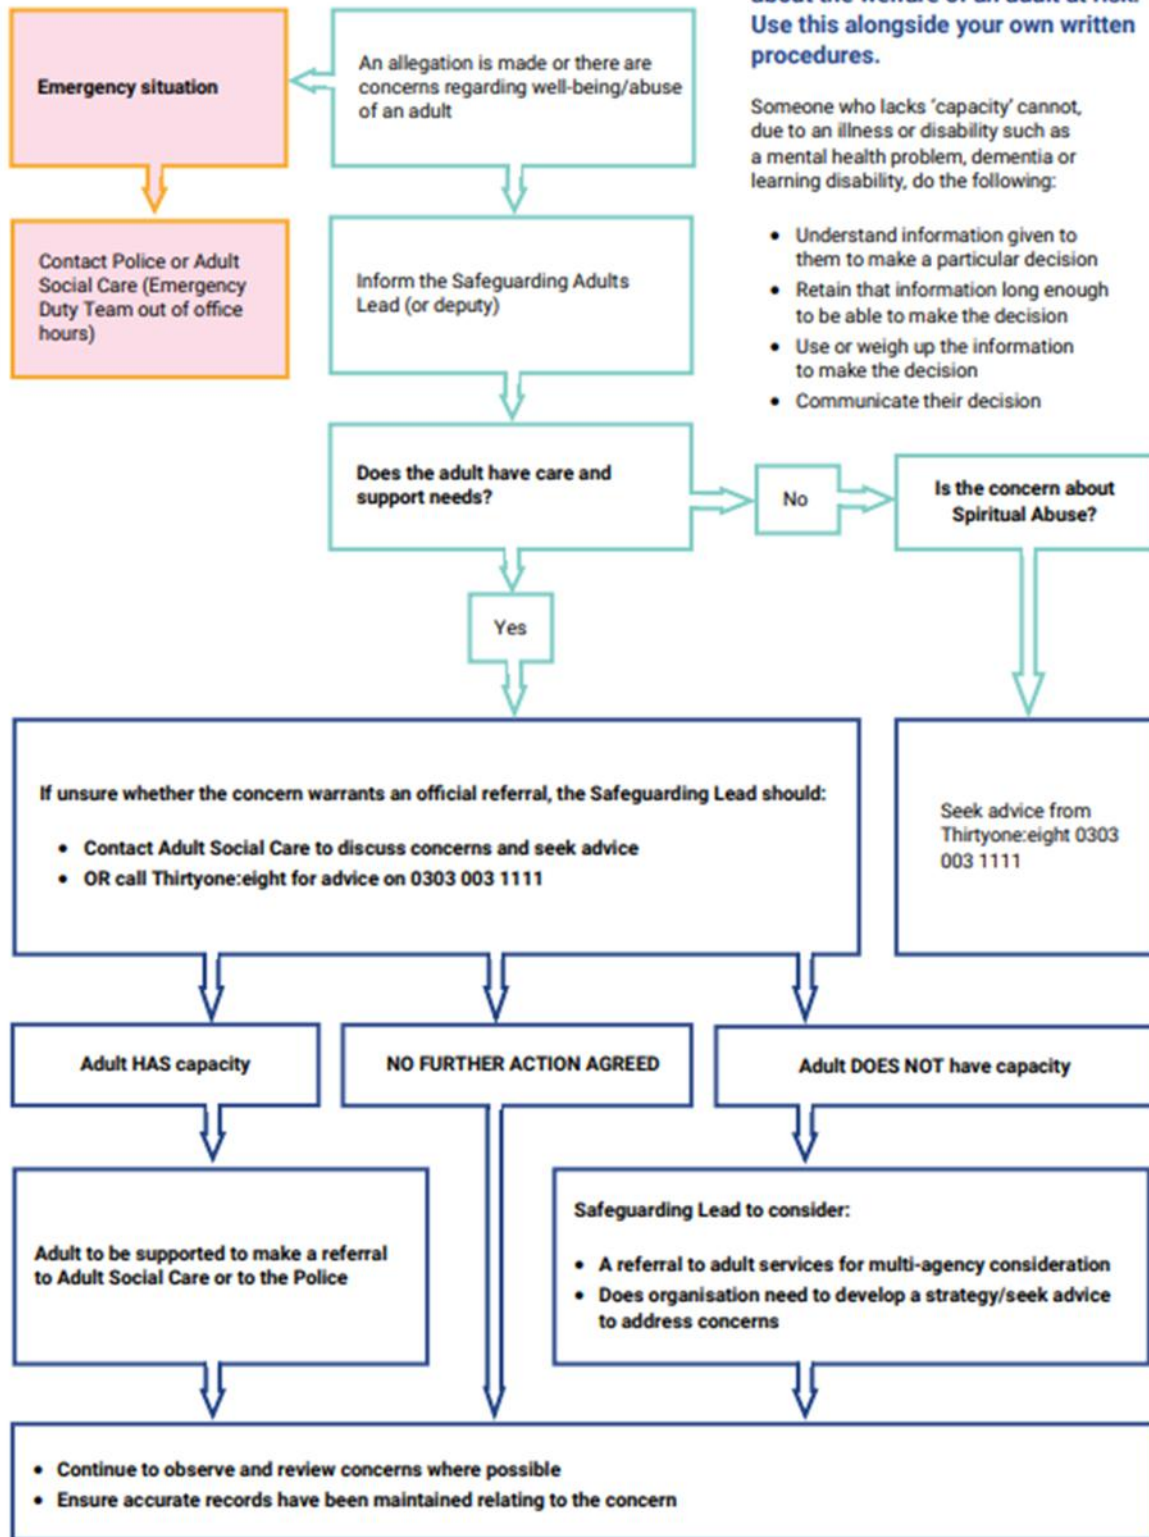 about the welfare of an adult at risk.
Use this alongside your own written
procedures.
Emergency situation
An allegation is made or there are
concerns regarding well-being/abuse
of an adult
Someone who lacks ‘capacity’ cannot,
due to an illness or disability such as
a mental health problem, dementia or
learning disability, do the following:
• Understand information given to
them to make a particular decision
• Retain that information long enough
to be able to make the decision
• Use or weigh up the information
to make the decision
• Communicate their decision
Contact Police or Adult
Social Care (Emergency
Duty Team out of office
hours)
Inform the Safeguarding Adults
Lead (or deputy)
Does the adult have care and
support needs?
No
Is the concern about
Spiritual Abuse?
Yes
If unsure whether the concern warrants an official referral, the Safeguarding Lead should:
• Contact Adult Social Care to discuss concerns and seek advice
• OR call Thirtyone:eight for advice on 0303 003 1111
Seek advice from
Thirtyone:eight 0303
003 1111
Adult HAS capacity
NO FURTHER ACTION AGREED
Adult DOES NOT have capacity
Adult to be supported to make a referral
to Adult Social Care or to the Police
Safeguarding Lead to consider:
• A referral to adult services for multi-agency consideration
• Does organisation need to develop a strategy/seek advice
to address concerns
• Continue to observe and review concerns where possible
• Ensure accurate records have been maintained relating to the concern